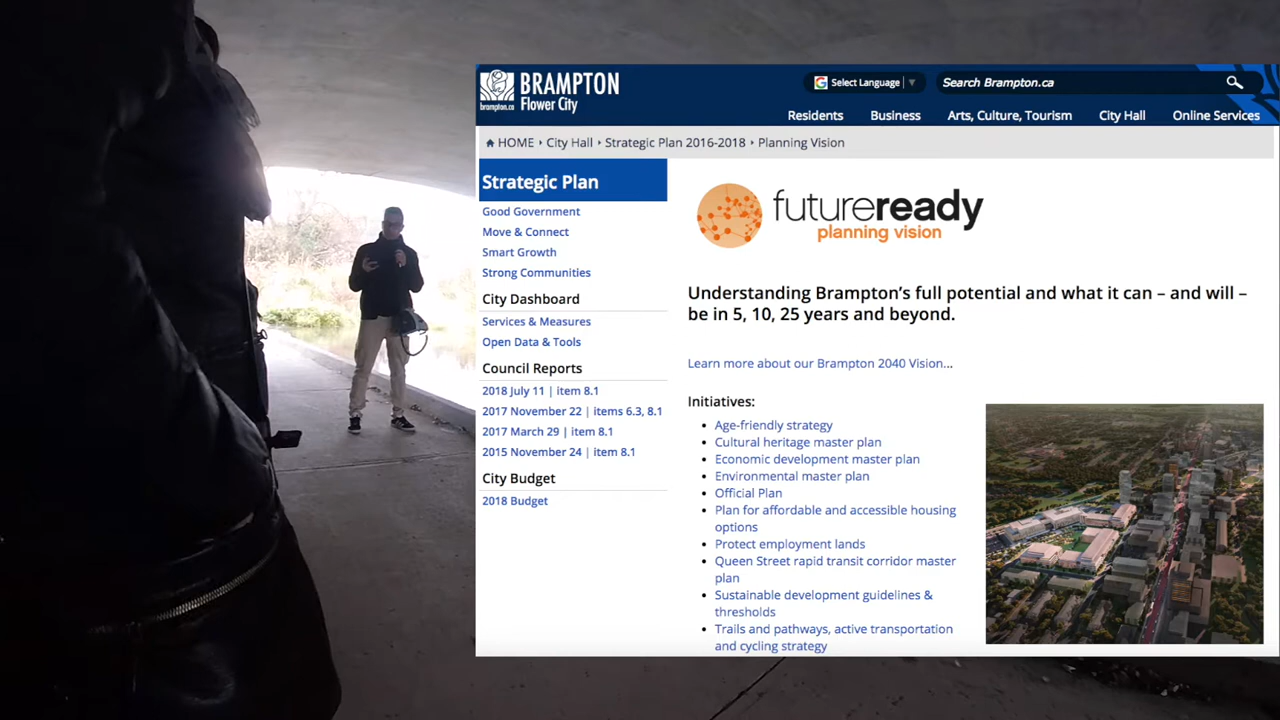 BRAMPTON
brampton.ca
Flower City
Select Language
Search Brampton.ca
Residents Business Arts, Culture, Tourism City Hall Online Services
HOME City Hall Strategic Plan 2016-2018 Planning Vision
Strategic Plan
Good Government
Move & Connect
Smart Growth
Strong Communities
City Dashboard
Services & Measures
Open Data & Tools
Council Reports
2018 July 11 | item 8.1
2017 November 22 | items 6.3, 8.1
2017 March 29 | item 8.1
2015 November 24 | item 8.1
City Budget
2018 Budget
futureready
planning vision
Understanding Brampton's full potential and what it can – and will –
be in 5, 10, 25 years and beyond.
Learn more about our Brampton 2040 Vision...
Initiatives:
• Age-friendly strategy
• Cultural heritage master plan
• Economic development master plan
• Environmental master plan
• Official Plan
• Plan for affordable and accessible housing
options
• Protect employment lands
• Queen Street rapid transit corridor master
plan
• Sustainable development guidelines &
thresholds
• Trails and pathways, active transportation
and cycling strategy